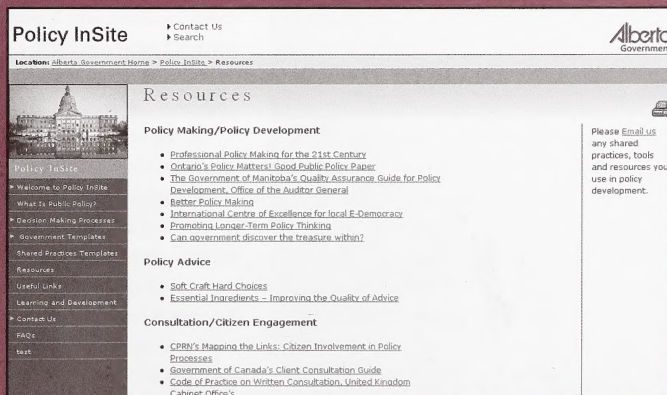 Policy InSite
Contact Us
Search
Alberta
Government
Location: Alberta Government Home > Policy InSite > Resources
Policy InSite
Welcome to Policy InSite
What Is Public Policy?
Decision Making Processes
Government Templates
Shared Practices Templates
Resources
Useful Links
Learning and Development
Contact Us
FAQs
test
Resources
Policy Making/Policy Development
Professional Policy Making for the 21st Century
Ontario's Policy Matters! Good Public Policy Paper
The Government of Manitoba's Quality Assurance Guide for Policy
Development, Office of the Auditor General
Better Policy Making
International Centre of Excellence for local E-Democracy
Promoting Longer-Term Policy Thinking
Can government discover the treasure within?
Policy Advice
Soft Craft Hard Choices
Essential Ingredients – Improving the Quality of Advice
Consultation/Citizen Engagement
CPRN's Mapping the Links: Citizen Involvement in Policy
Processes
Government of Canada's Client Consultation Guide
Code of Practice on Written Consultation, United Kingdom
Cabinet Office's
Please Email us
any shared
practices, tools
and resources you
use in policy
development.